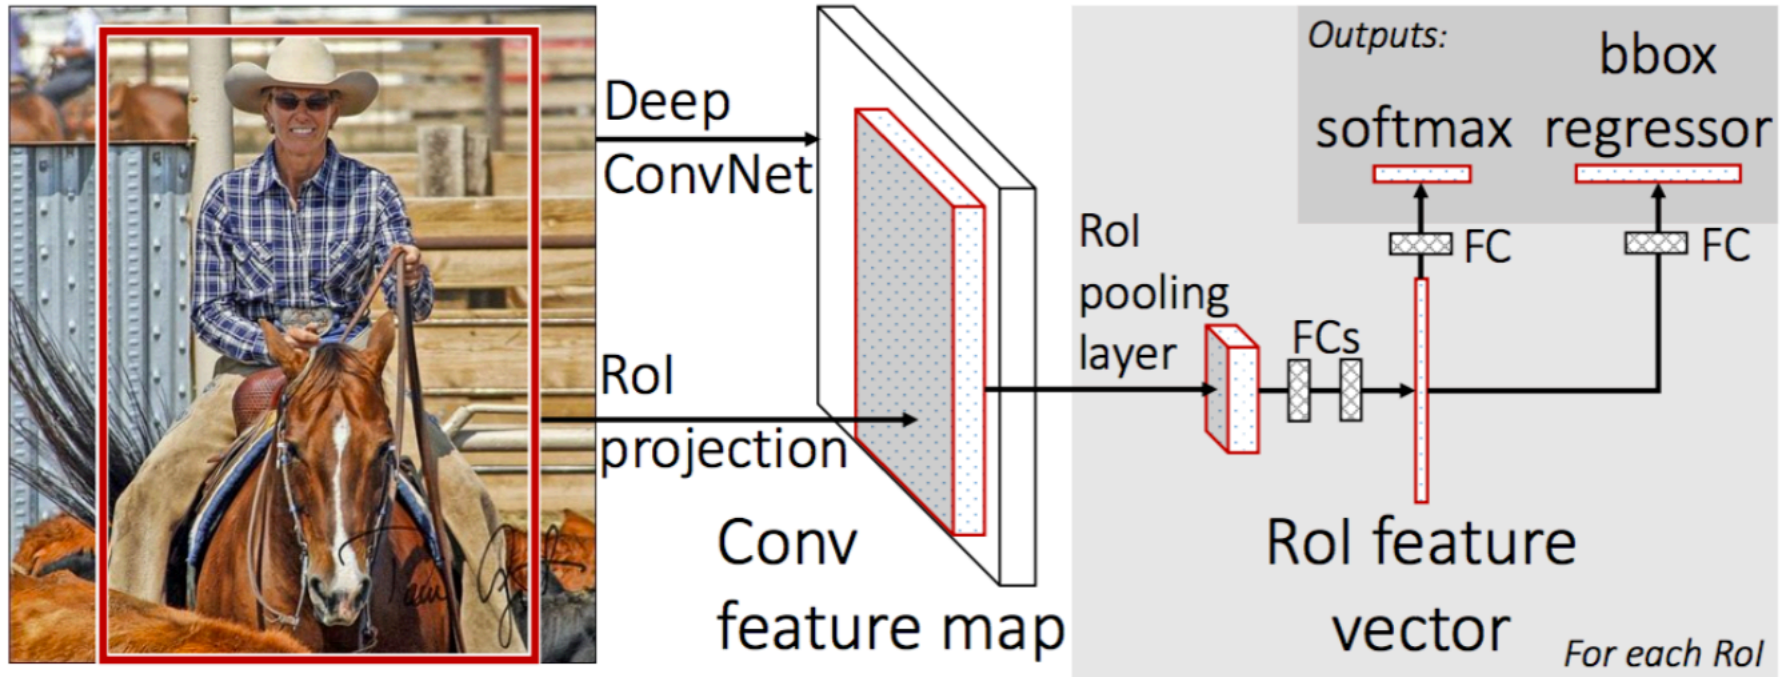 Deep
ConvNet
RoI
projection
Conv
feature map
RoI
pooling
layer
FCs
RoI feature
vector
For each RoI
Outputs:
softmax
bbox
regressor
FC
FC